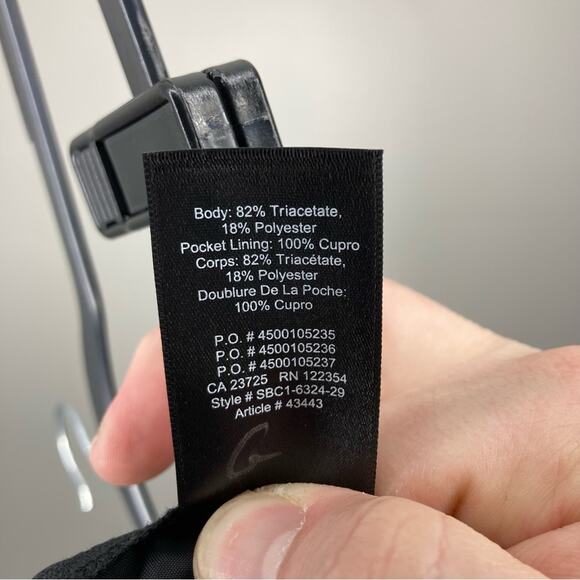 Body: 82% Triacetate,
18% Polyester
Pocket Lining: 100% Cupro
Corps: 82% Triacétate,
18% Polyester
Doublure De La Poche:
100% Cupro
P.O. # 4500105235
P.O. # 4500105236
P.O. # 4500105237
CA 23725 RN 122354
Style # SBC1-6324-29
Article # 43443